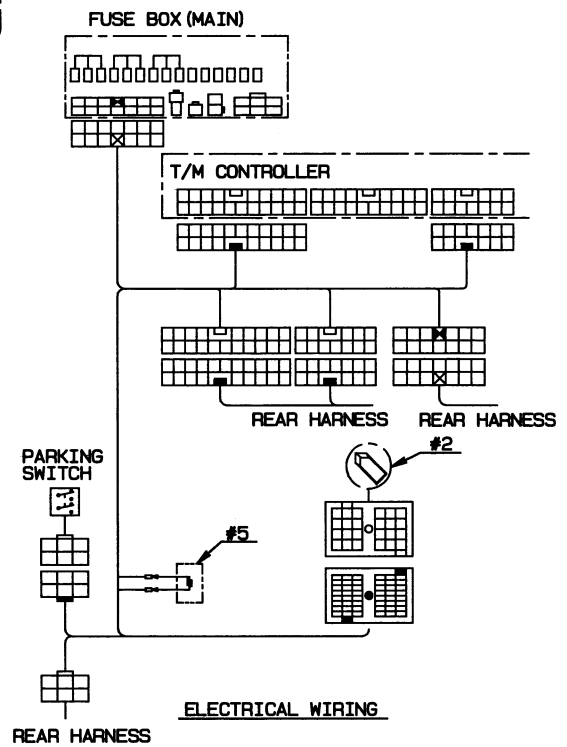 FUSE BOX (MAIN)
T/M CONTROLLER
REAR HARNESS
REAR HARNESS
#2
PARKING
SWITCH
#5
ELECTRICAL WIRING
REAR HARNESS